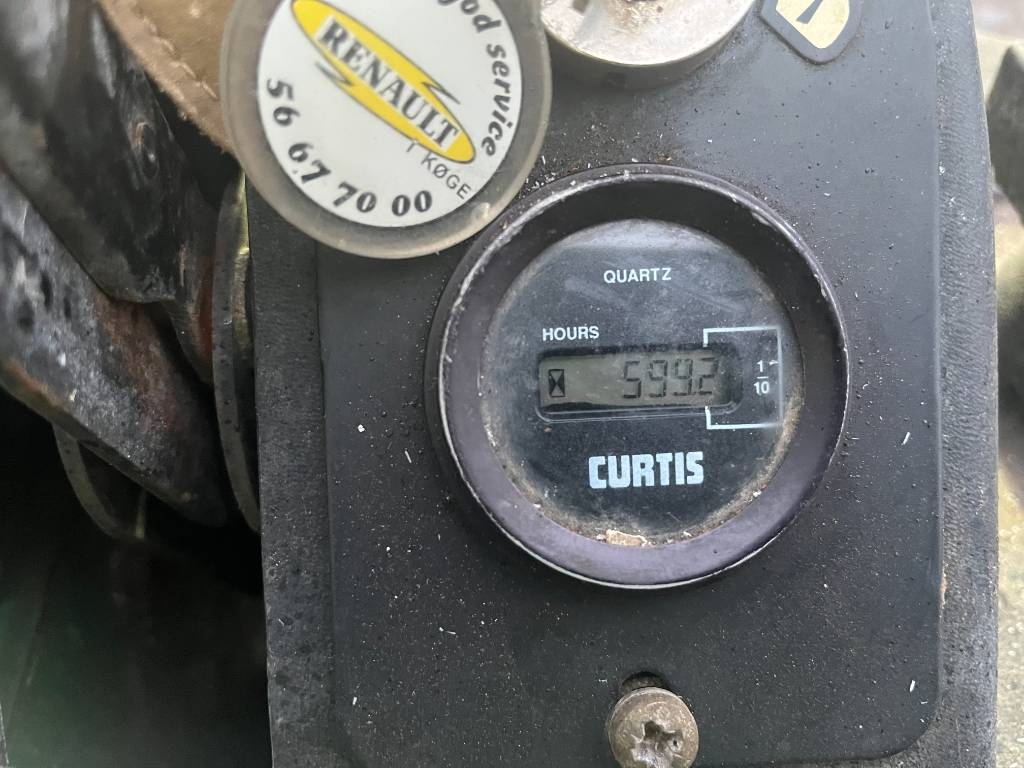 god service
RENAULT
I KØGE
56 67 70 00
QUARTZ
HOURS
5992
1
10
CURTIS